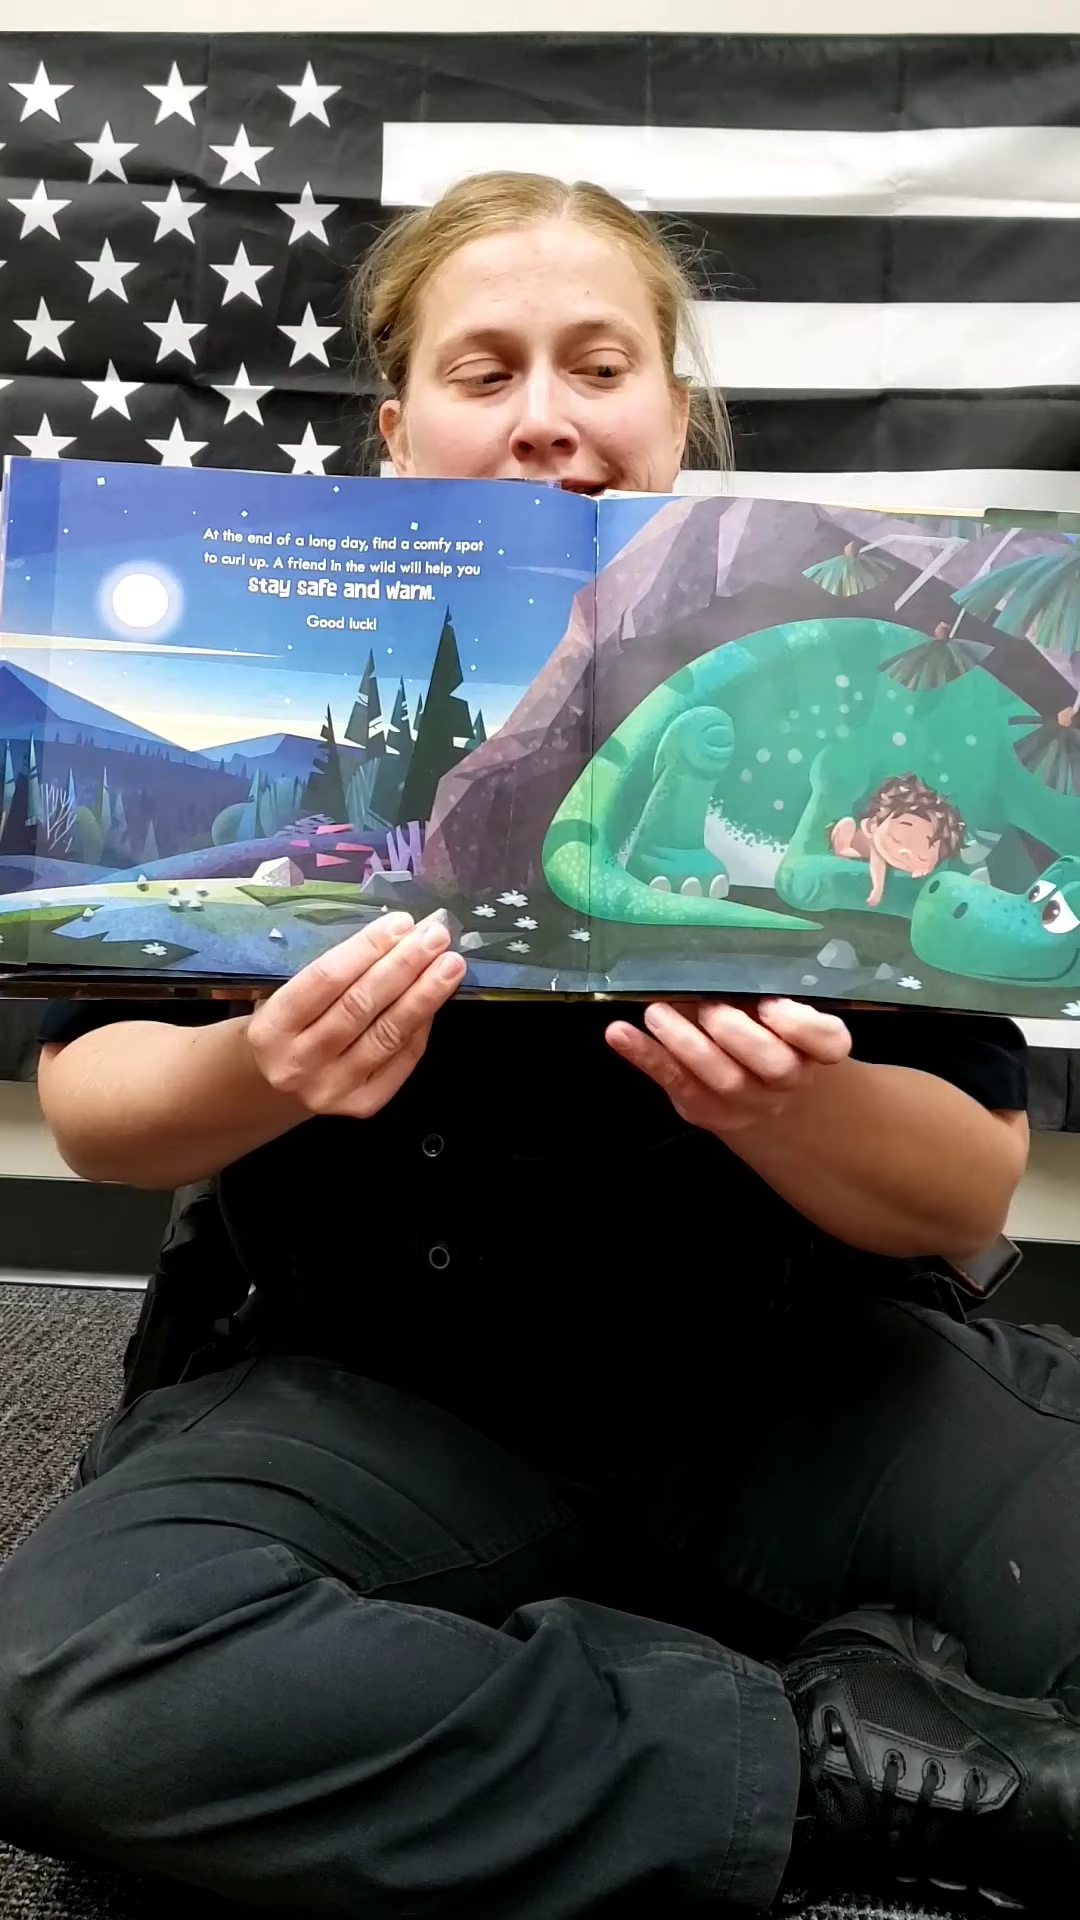 At the end of a long day, find a comfy spot
to curl up. A friend in the wild will help you
stay safe and warm.
Good luck!